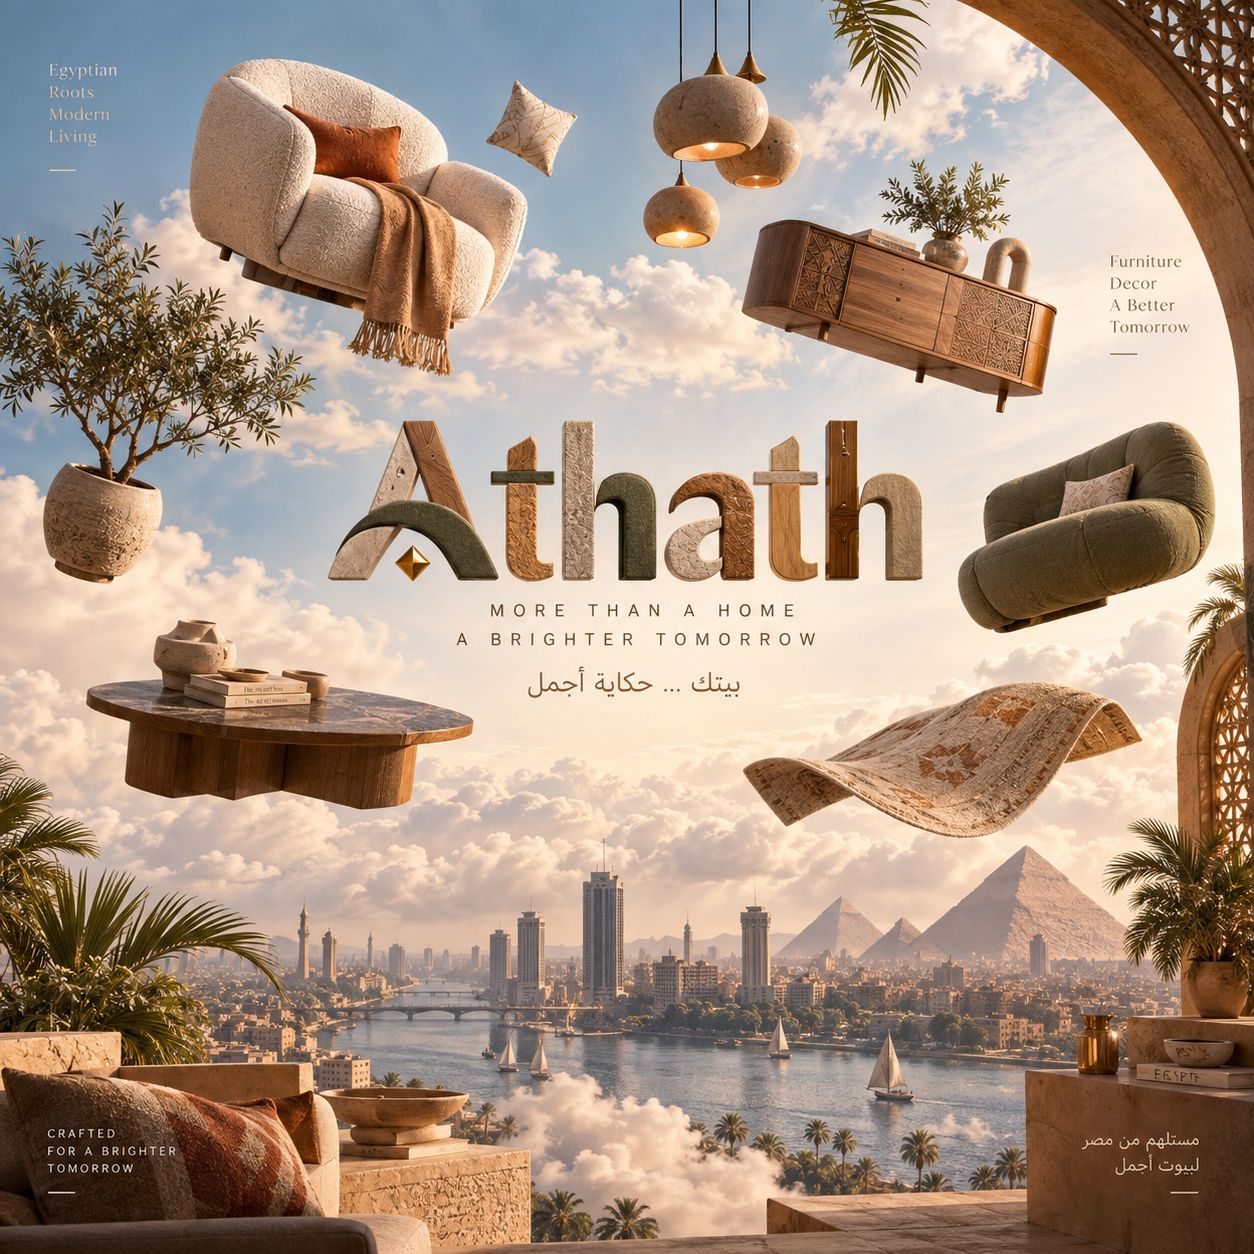 Egyptian
Roots
Modern
Living
Furniture
Decor
A Better
Tomorrow
Athath
MORE THAN A HOME
A BRIGHTER TOMORROW
بيتك ... حكاية أجمل
CRAFTED
FOR A BRIGHTER
TOMORROW
EGYPT
مستلهم من مصر
لبيوت أجمل